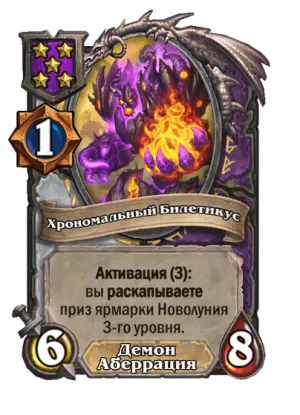 1
Хрономальный Билетикус
Активация (3):
вы раскапываете
приз ярмарки Новолуния
3-го уровня.
6
Демон
Аберрация
8